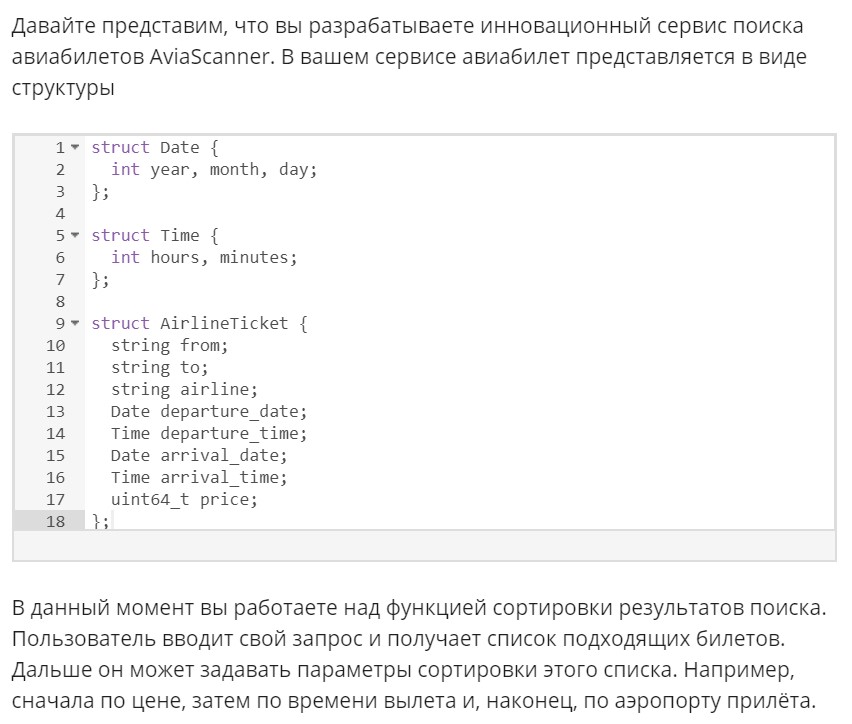 Давайте представим, что вы разрабатываете инновационный сервис поиска
авиабилетов AviaScanner. В вашем сервисе авиабилет представляется в виде
структуры
1 struct Date {
2 int year, month, day;
3 };
4
5 struct Time {
6 int hours, minutes;
7 };
8
9 struct AirlineTicket {
10 string from;
11 string to;
12 string airline;
13 Date departure_date;
14 Time departure_time;
15 Date arrival_date;
16 Time arrival_time;
17 uint64_t price;
18 };
В данный момент вы работаете над функцией сортировки результатов поиска.
Пользователь вводит свой запрос и получает список подходящих билетов.
Дальше он может задавать параметры сортировки этого списка. Например,
сначала по цене, затем по времени вылета и, наконец, по аэропорту прилёта.